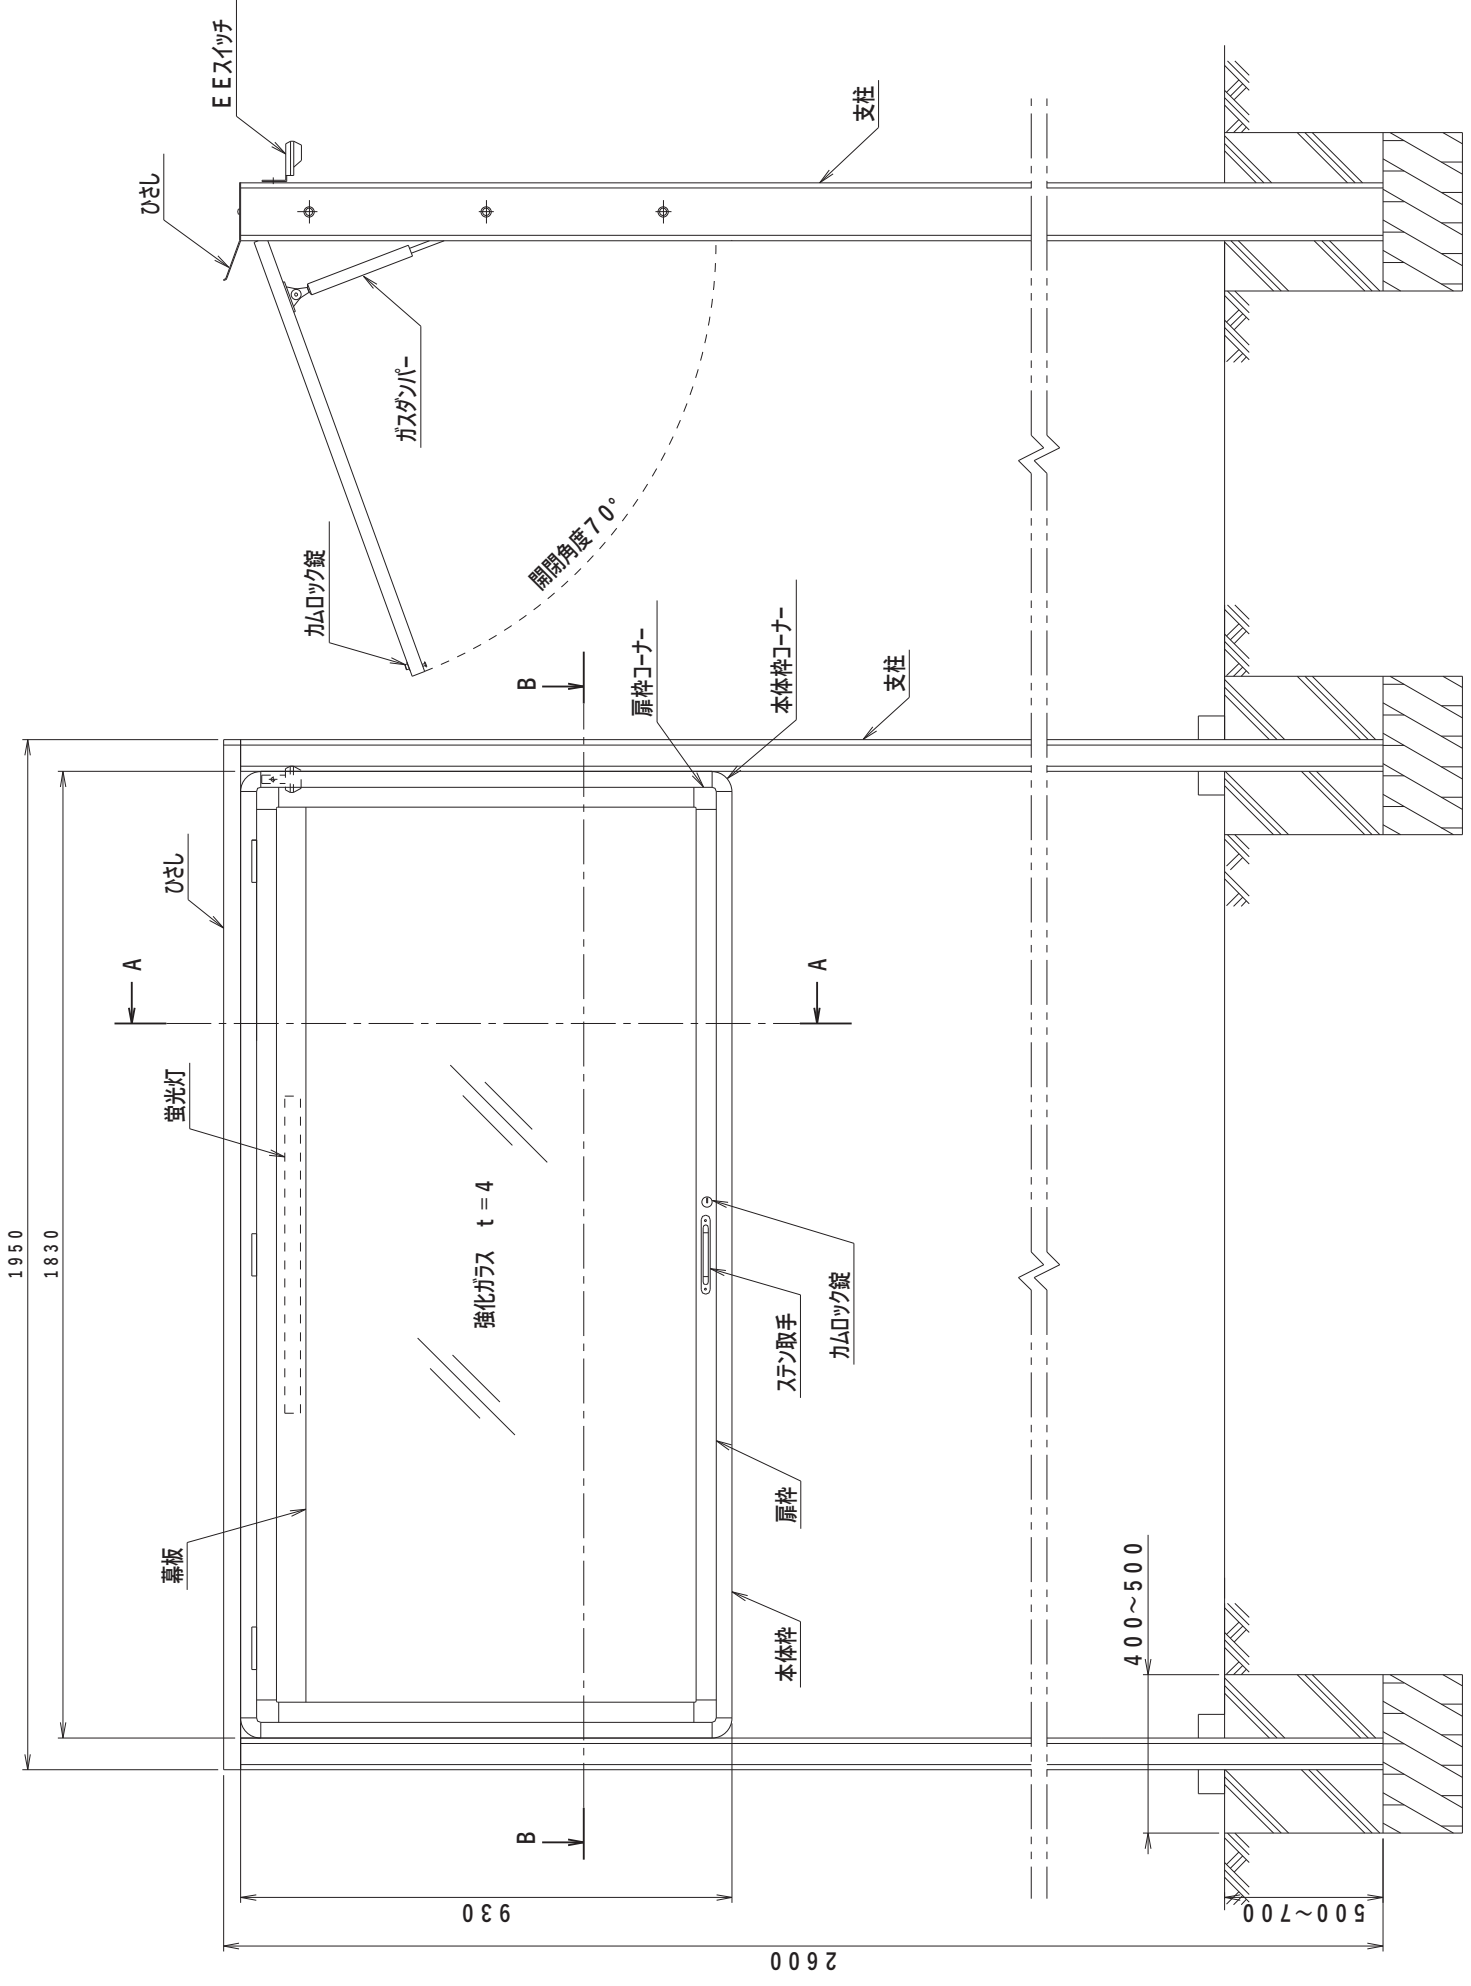 1950
1830
ひさし
EEスイッチ
ひさし
蛍光灯
幕板
A
A
B
B
強化ガラス t=4
ガスダンパー
カムロック錠
開閉角度70°
支柱
扉枠コーナー
本体枠コーナー
支柱
ステン取手
カムロック錠
扉枠
本体枠
930
2600
400~500
500~700